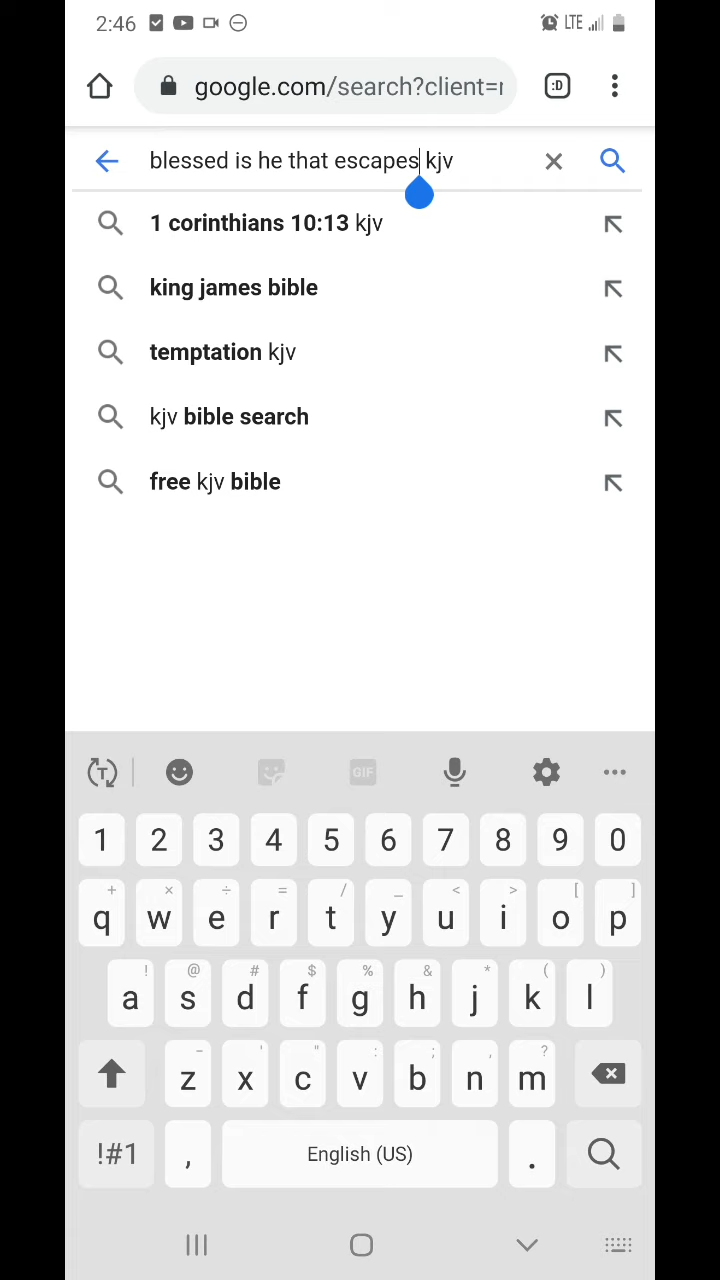 2:46 LTE
google.com/search?client=r :D
blessed is he that escapes kjv
1 corinthians 10:13 kjv
king james bible
temptation kjv
kjv bible search
free kjv bible
T GIF
1 2 3 4 5 6 7 8 9 0
+ × ÷ = / _ < > [ ]
q w e r t y u i o p
! @ # $ % & * ( )
a s d f g h j k l
- ' " : ; , ?
z x c v b n m
!#1 , English (US) .